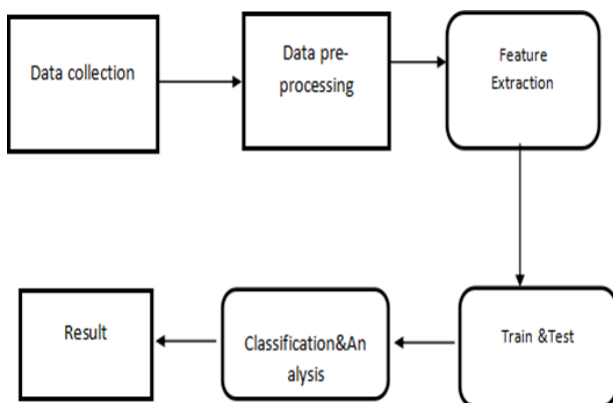 Data collection
Data pre-
processing
Feature
Extraction
Train &Test
Classification&An
alysis
Result